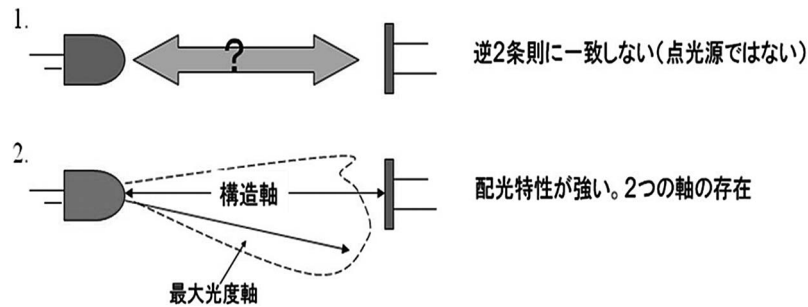 1.
?
逆2条則に一致しない(点光源ではない)
2.
構造軸
配光特性が強い。2つの軸の存在
最大光度軸